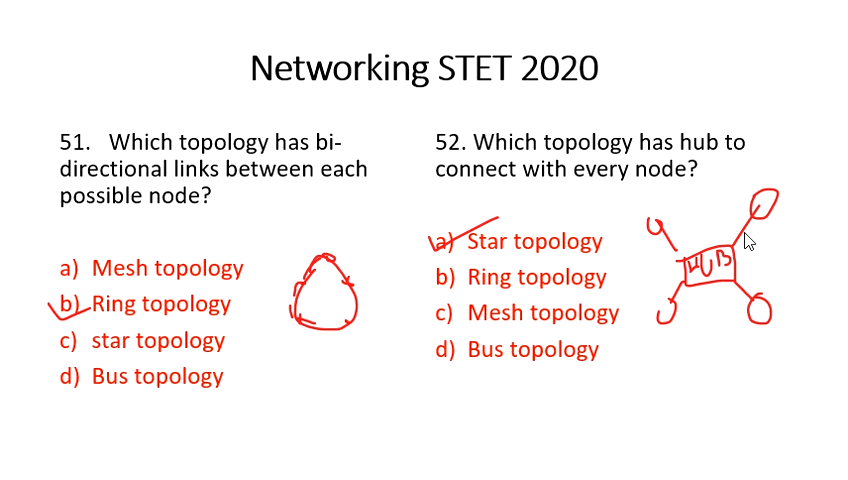 Networking STET 2020
51. Which topology has bi-
directional links between each
possible node?
a) Mesh topology
b) Ring topology
c) star topology
d) Bus topology
52. Which topology has hub to
connect with every node?
a) Star topology
b) Ring topology
c) Mesh topology
d) Bus topology
HUB